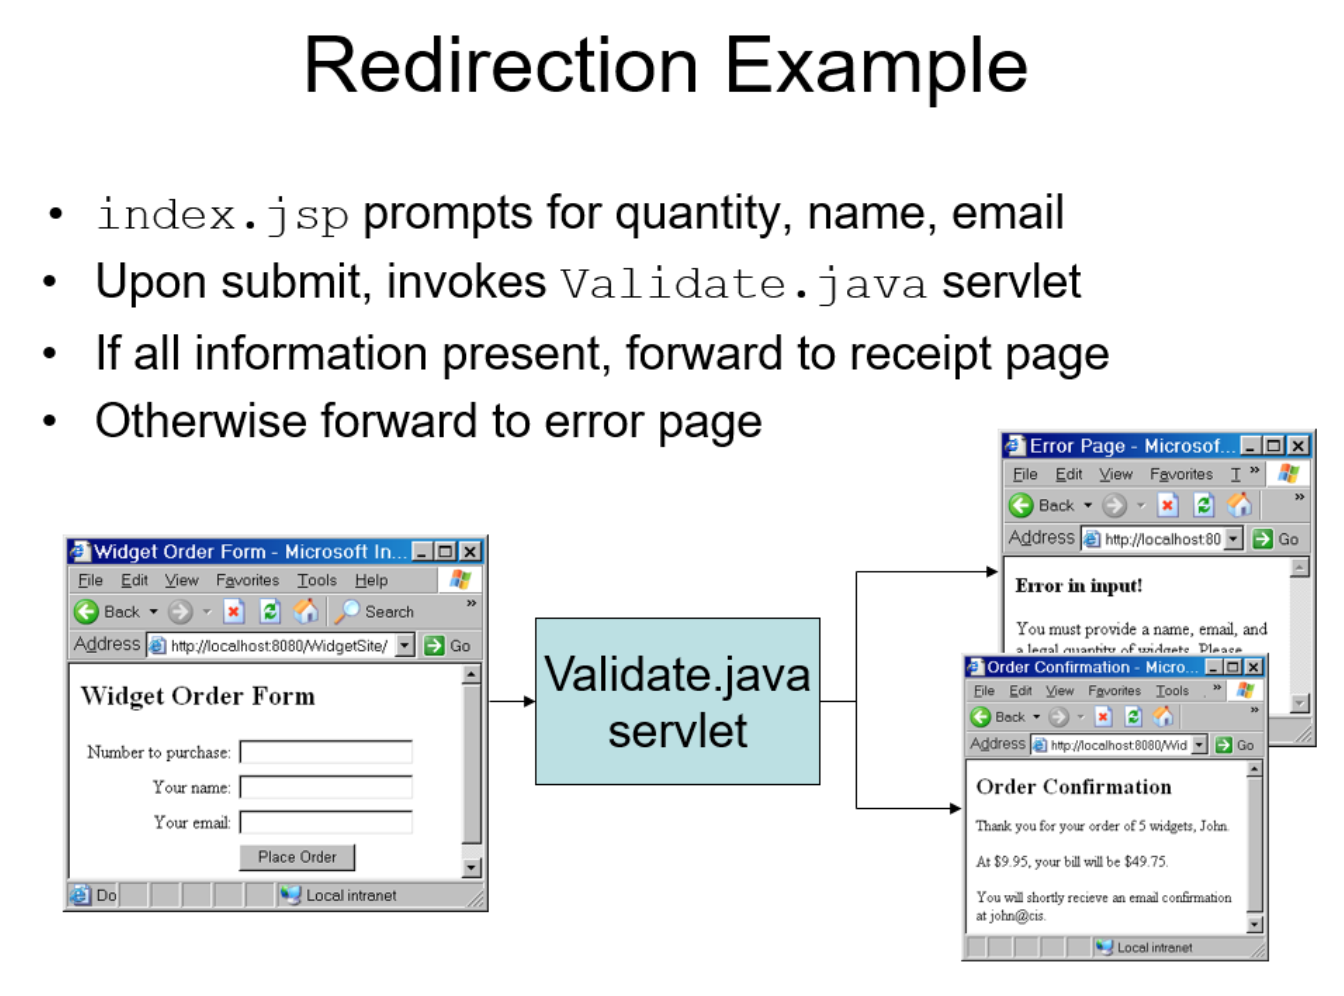 Redirection Example
• index.jsp prompts for quantity, name, email
• Upon submit, invokes Validate.java servlet
• If all information present, forward to receipt page
• Otherwise forward to error page
Widget Order Form - Microsoft In...
File Edit View Favorites Tools Help
Back Search »
Address http://localhost:8080/WidgetSite/ Go
Widget Order Form
Number to purchase:
Your name:
Your email:
Place Order
Do Local intranet
Validate.java
servlet
Error Page - Microsof...
File Edit View Favorites T »
Back »
Address http://localhost:80 Go
Error in input!
You must provide a name, email, and
a legal quantity of widgets. Please
Order Confirmation - Micro...
File Edit View Favorites Tools »
Back »
Address http://localhost:8080/Wid Go
Order Confirmation
Thank you for your order of 5 widgets, John.
At $9.95, your bill will be $49.75.
You will shortly recieve an email confirmation
at john@cis.
Local intranet